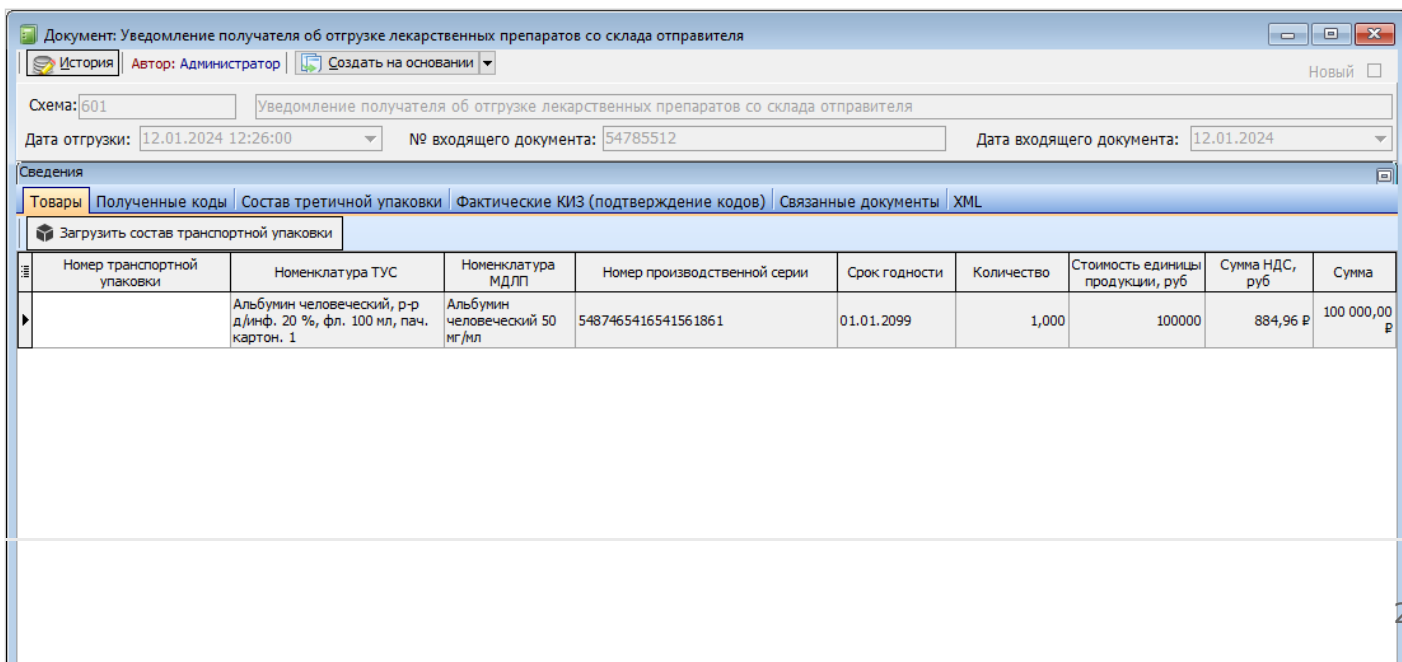 Документ: Уведомление получателя об отгрузке лекарственных препаратов со склада отправителя
История Автор: Администратор Создать на основании
Новый
Схема: 601 Уведомление получателя об отгрузке лекарственных препаратов со склада отправителя
Дата отгрузки: 12.01.2024 12:26:00 № входящего документа: 54785512 Дата входящего документа: 12.01.2024
Сведения
Товары Полученные коды Состав третичной упаковки Фактические КИЗ (подтверждение кодов) Связанные документы XML
Загрузить состав транспортной упаковки
Номер транспортной упаковки
Номенклатура ТУС
Номенклатура МДЛП
Номер производственной серии
Срок годности
Количество
Стоимость единицы продукции, руб
Сумма НДС, руб
Сумма
Альбумин человеческий, р-р
д/инф. 20 %, фл. 100 мл, пач.
картон. 1
Альбумин
человеческий 50
мг/мл
5487465416541561861
01.01.2099
1,000
100000
884,96 ₽
100 000,00
₽
2